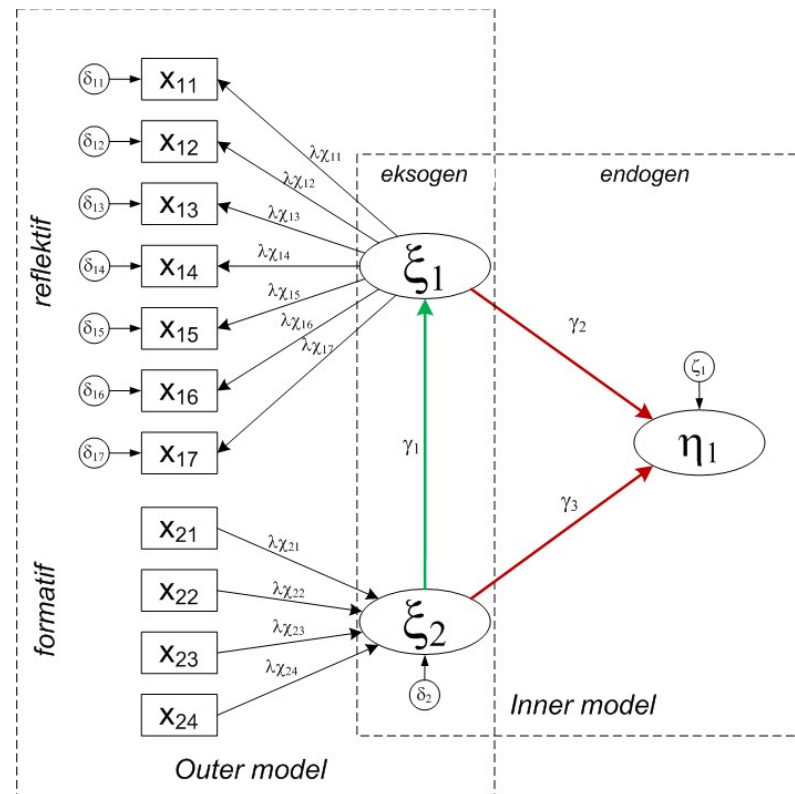 δ11
x11
δ12
x12
δ13
x13
δ14
x14
δ15
x15
δ16
x16
δ17
x17
reflektif
λχ11
λχ12
λχ13
λχ14
λχ15
λχ16
λχ17
eksogen
endogen
ξ1
γ2
ζ1
η1
γ1
γ3
formatif
x21
x22
x23
x24
λχ21
λχ22
λχ23
λχ24
ξ2
δ2
Inner model
Outer model